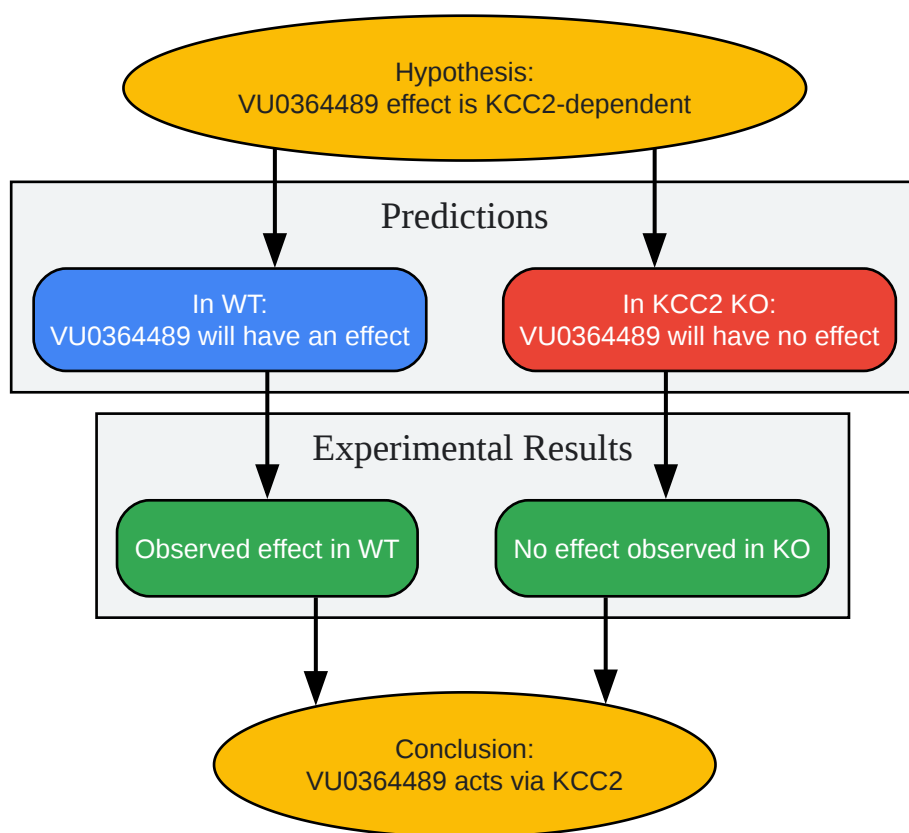 Hypothesis:
VU0364489 effect is KCC2-dependent
Predictions
In WT:
VU0364489 will have an effect
In KCC2 KO:
VU0364489 will have no effect
Experimental Results
Observed effect in WT
No effect observed in KO
Conclusion:
VU0364489 acts via KCC2